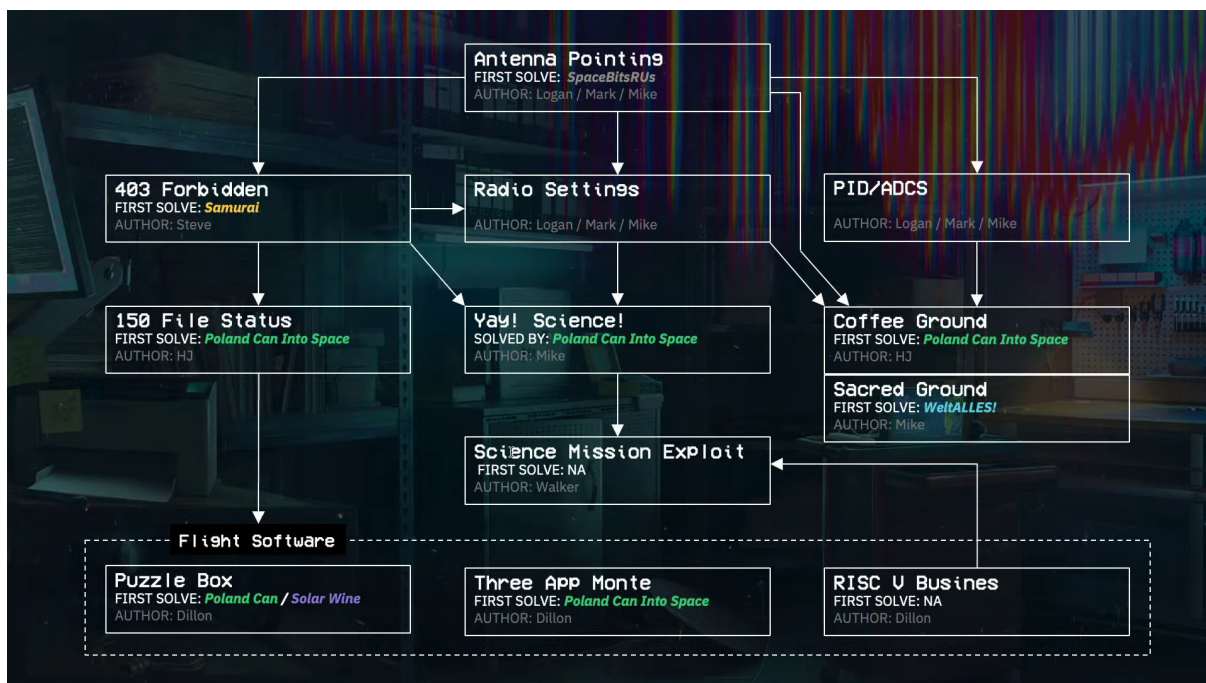 Antenna Pointing
FIRST SOLVE: SpaceBitsRUs
AUTHOR: Logan / Mark / Mike
403 Forbidden
FIRST SOLVE: Samurai
AUTHOR: Steve
Radio Settings
AUTHOR: Logan / Mark / Mike
PID/ADCS
AUTHOR: Logan / Mark / Mike
150 File Status
FIRST SOLVE: Poland Can Into Space
AUTHOR: HJ
Yay! Science!
SOLVED BY: Poland Can Into Space
AUTHOR: Mike
Coffee Ground
FIRST SOLVE: Poland Can Into Space
AUTHOR: HJ
Sacred Ground
FIRST SOLVE: WeltALLES!
AUTHOR: Mike
Science Mission Exploit
FIRST SOLVE: NA
AUTHOR: Walker
Flight Software
Puzzle Box
FIRST SOLVE: Poland Can / Solar Wine
AUTHOR: Dillon
Three App Monte
FIRST SOLVE: Poland Can Into Space
AUTHOR: Dillon
RISC V Busines
FIRST SOLVE: NA
AUTHOR: Dillon